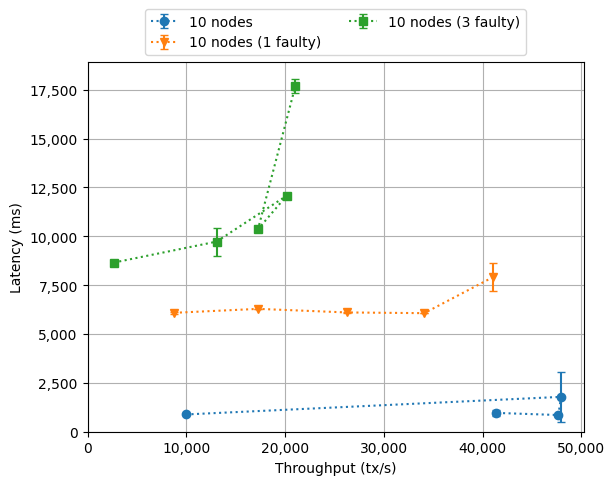 10 nodes
10 nodes (1 faulty)
10 nodes (3 faulty)
17,500
15,000
12,500
10,000
7,500
5,000
2,500
0
Latency (ms)
0 10,000 20,000 30,000 40,000 50,000
Throughput (tx/s)